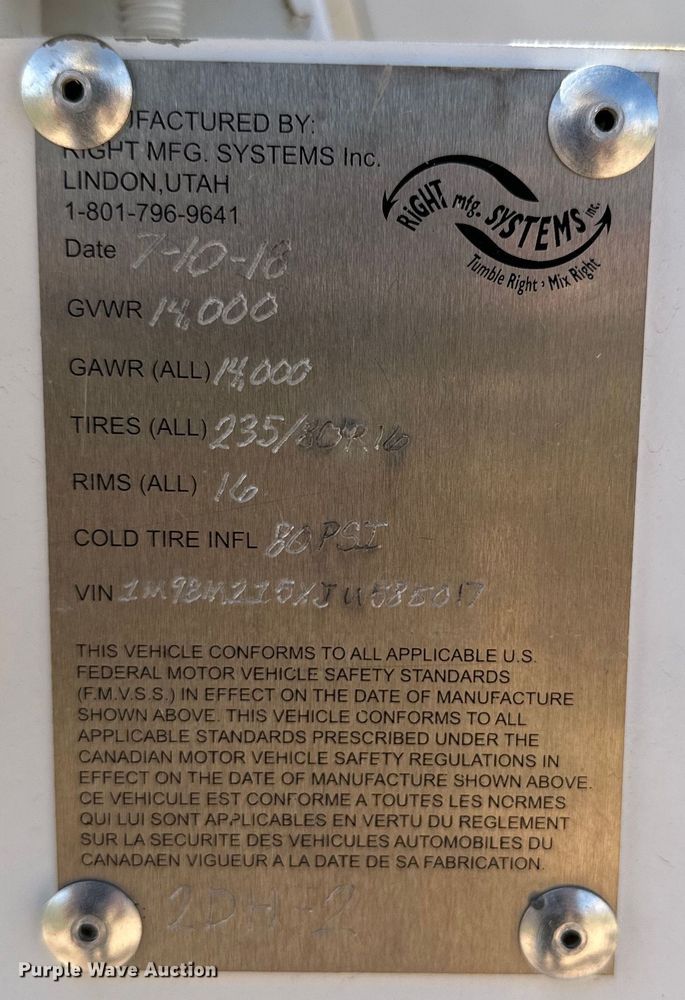 UFACTURED BY:
RIGHT MFG. SYSTEMS Inc.
LINDON,UTAH
1-801-796-9641
RIGHT mfg. SYSTEMS inc.
Tumble Right, Mix Right
Date 7-10-18
GVWR 14,000
GAWR (ALL) 14,000
TIRES (ALL) 235/80R16
RIMS (ALL) 16
COLD TIRE INFL 80 PSI
VIN 1M9BM215XJU585017
THIS VEHICLE CONFORMS TO ALL APPLICABLE U.S.
FEDERAL MOTOR VEHICLE SAFETY STANDARDS
(F.M.V.S.S.) IN EFFECT ON THE DATE OF MANUFACTURE
SHOWN ABOVE. THIS VEHICLE CONFORMS TO ALL
APPLICABLE STANDARDS PRESCRIBED UNDER THE
CANADIAN MOTOR VEHICLE SAFETY REGULATIONS IN
EFFECT ON THE DATE OF MANUFACTURE SHOWN ABOVE.
CE VEHICULE EST CONFORME A TOUTES LES NORMES
QUI LUI SONT APPLICABLES EN VERTU DU REGLEMENT
SUR LA SECURITE DES VEHICULES AUTOMOBILES DU
CANADAEN VIGUEUR A LA DATE DE SA FABRICATION.
2DH-2
Purple Wave Auction